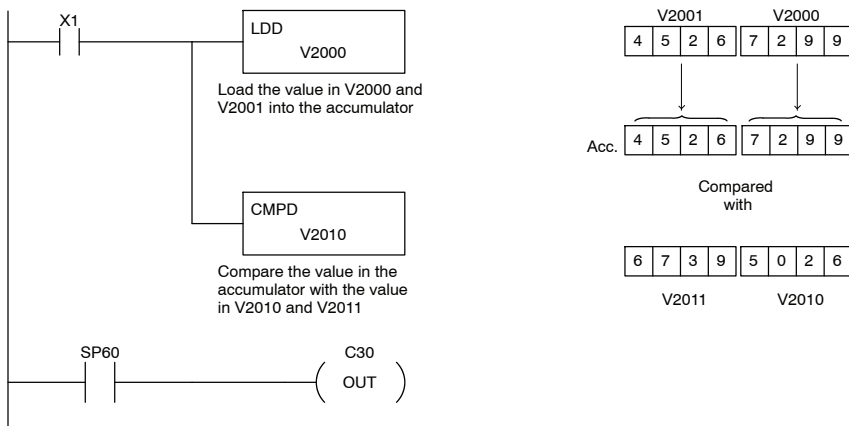 X1
LDD
V2000
Load the value in V2000 and
V2001 into the accumulator
CMPD
V2010
Compare the value in the
accumulator with the value
in V2010 and V2011
SP60
C30
OUT
V2001 V2000
4 5 2 6 7 2 9 9
Acc. 4 5 2 6 7 2 9 9
Compared
with
6 7 3 9 5 0 2 6
V2011 V2010